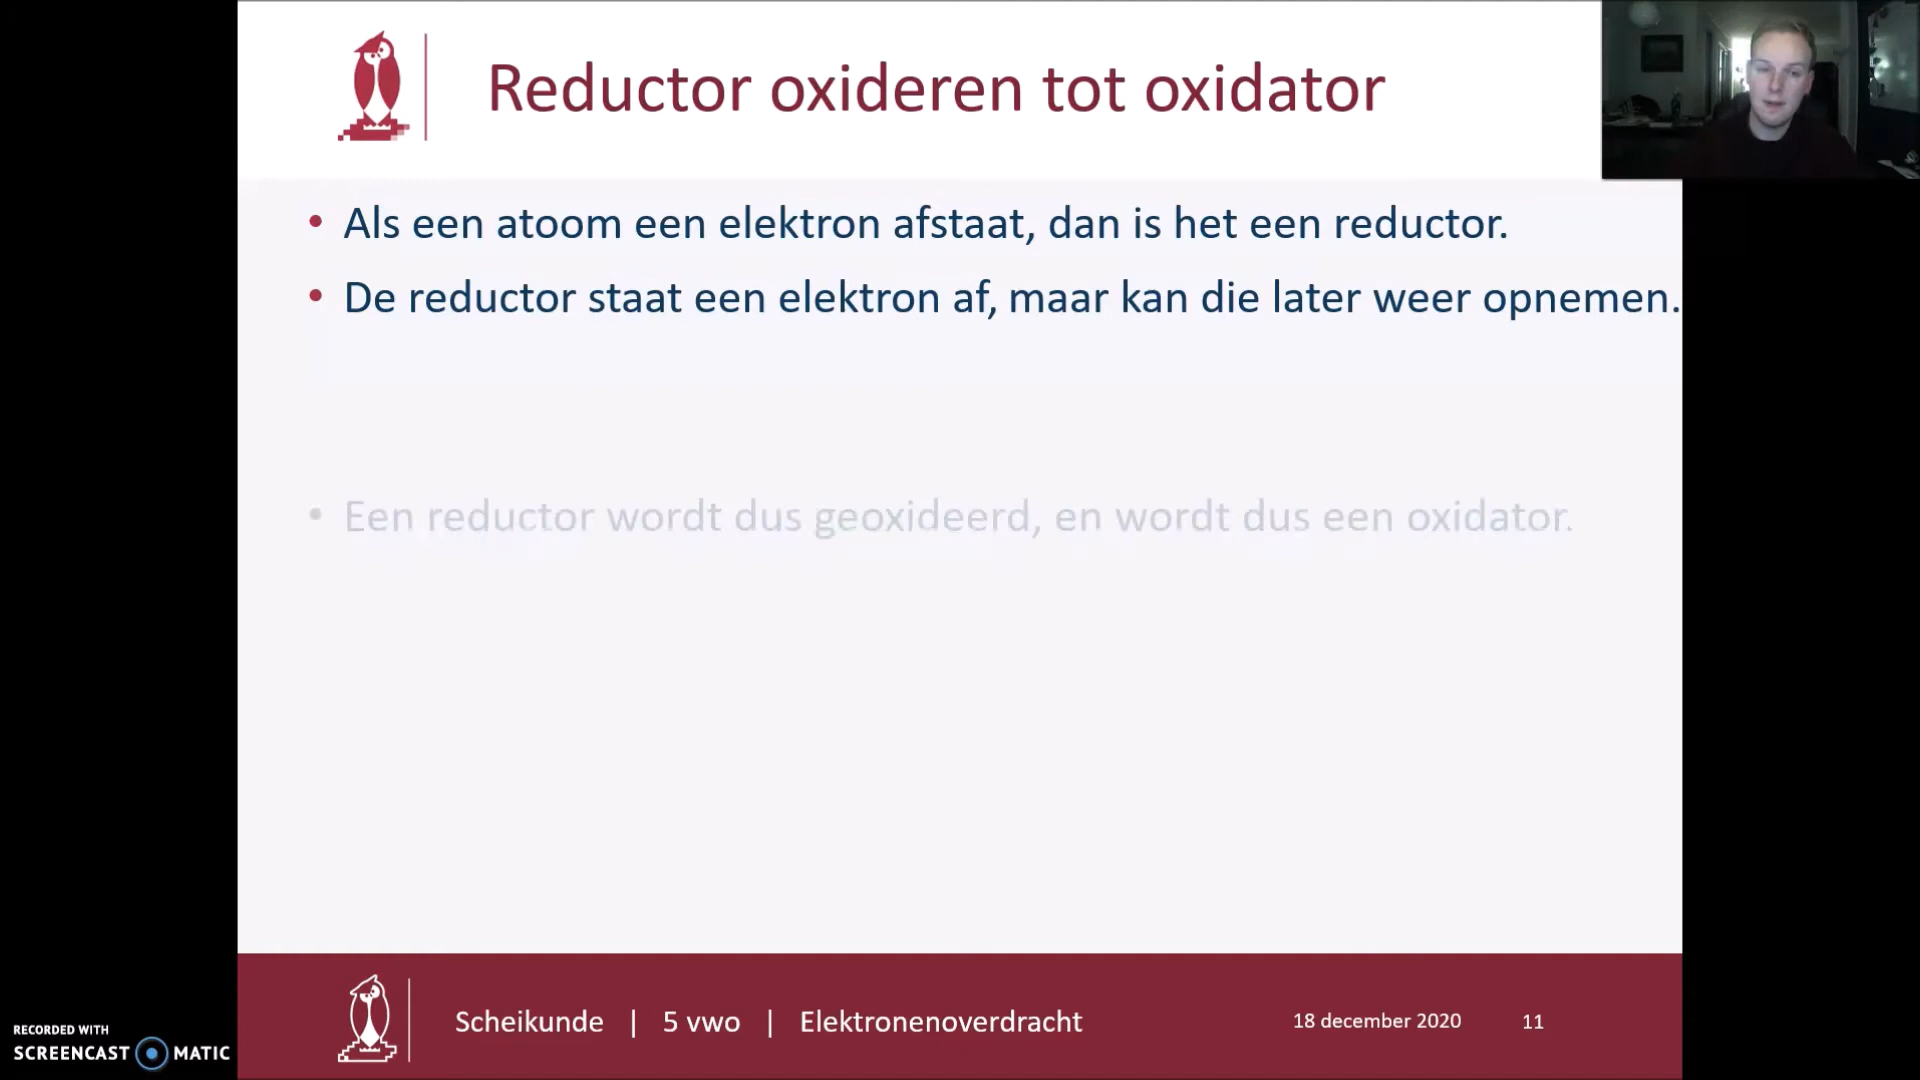 Reductor oxideren tot oxidator
• Als een atoom een elektron afstaat, dan is het een reductor.
• De reductor staat een elektron af, maar kan die later weer opnemen.
• Een reductor wordt dus geoxideerd, en wordt dus een oxidator.
Scheikunde | 5 vwo | Elektronenoverdracht 18 december 2020 11
RECORDED WITH
SCREENCAST MATIC